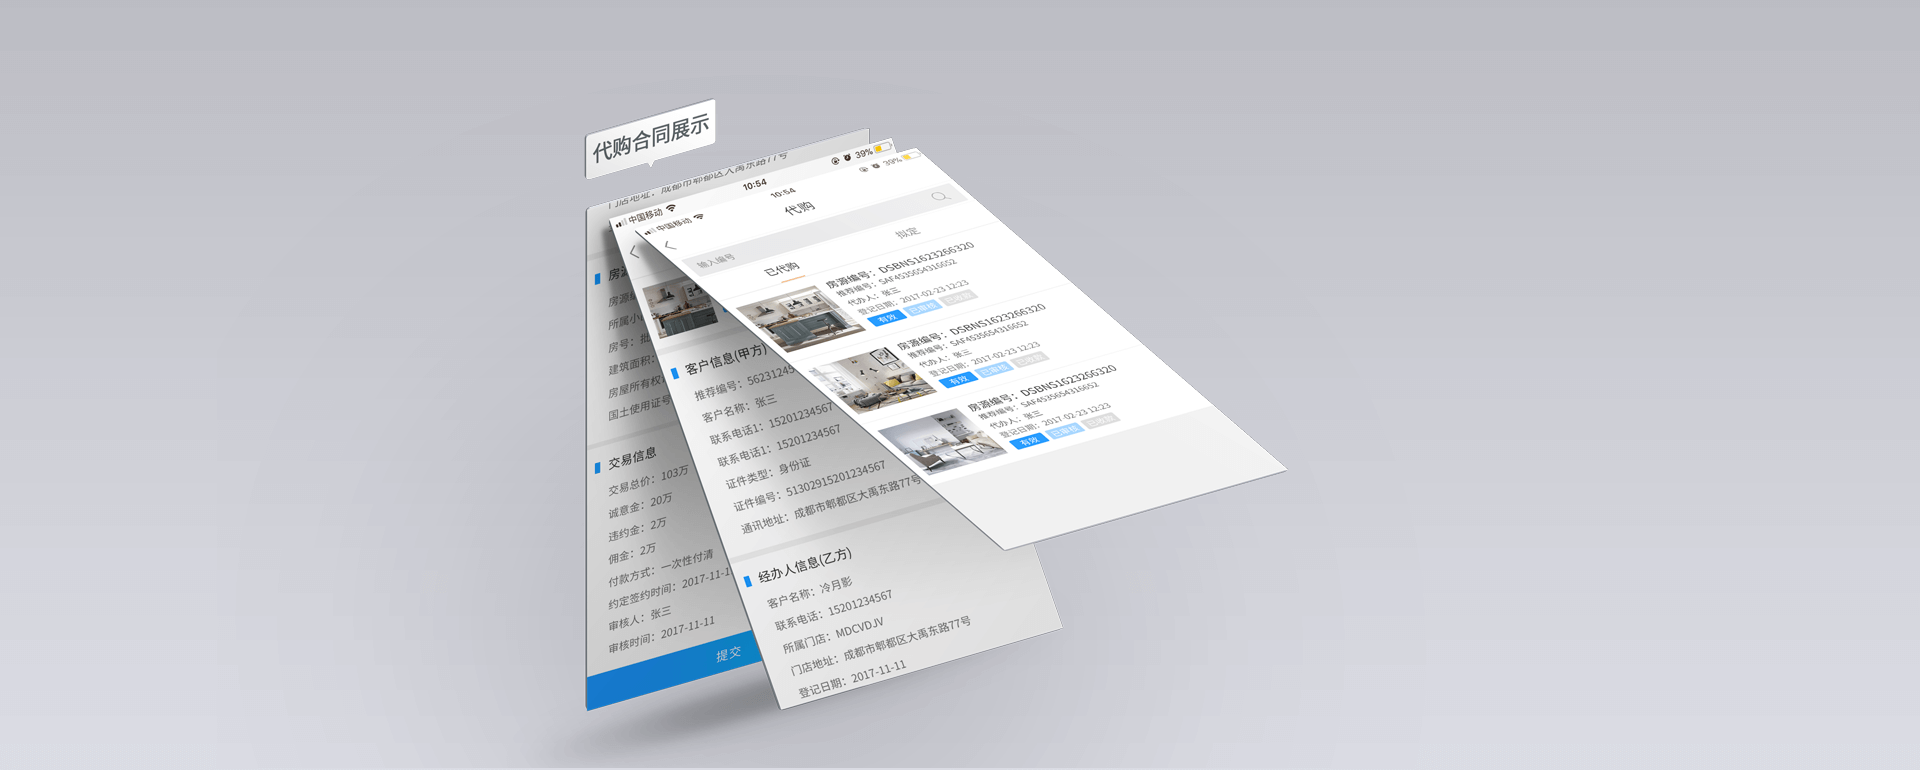 代购合同展示
门店地址：成都市郫都区大禹东路77号
房源
房源编
所属小
房号：批
建筑面积：
房屋所有权
国土使用证号
交易信息
交易总价：103万
诚意金：20万
违约金：2万
佣金：2万
付款方式：一次性付清
约定签约时间：2017-11-1
审核人：张三
审核时间：2017-11-11
提交
中国移动
10:54
39%
客户信息(甲方)
推荐编号：56231245
客户名称：张三
联系电话1：15201234567
联系电话1：15201234567
证件类型：身份证
证件编号：51302915201234567
通讯地址：成都市郫都区大禹东路77号
经办人信息(乙方)
客户名称：冷月影
联系电话：15201234567
所属门店：MDCVDJV
门店地址：成都市郫都区大禹东路77号
登记日期：2017-11-11
中国移动
10:54
39%
代购
输入编号
已代购
拟定
房源编号：DSBNS1623266320
推荐编号：SAF4535654316652
代办人：张三
登记日期：2017-02-23 12:23
有效 已审核 已收款
房源编号：DSBNS1623266320
推荐编号：SAF4535654316652
代办人：张三
登记日期：2017-02-23 12:23
有效 已审核 已收款
房源编号：DSBNS1623266320
推荐编号：SAF4535654316652
代办人：张三
登记日期：2017-02-23 12:23
有效 已审核 已收款